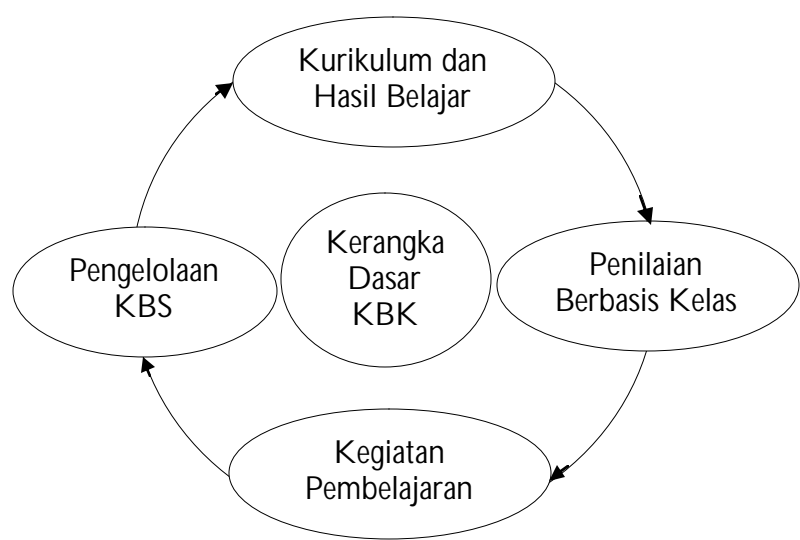 Kurikulum dan
Hasil Belajar
Pengelolaan
KBS
Kerangka
Dasar
KBK
Penilaian
Berbasis Kelas
Kegiatan
Pembelajaran